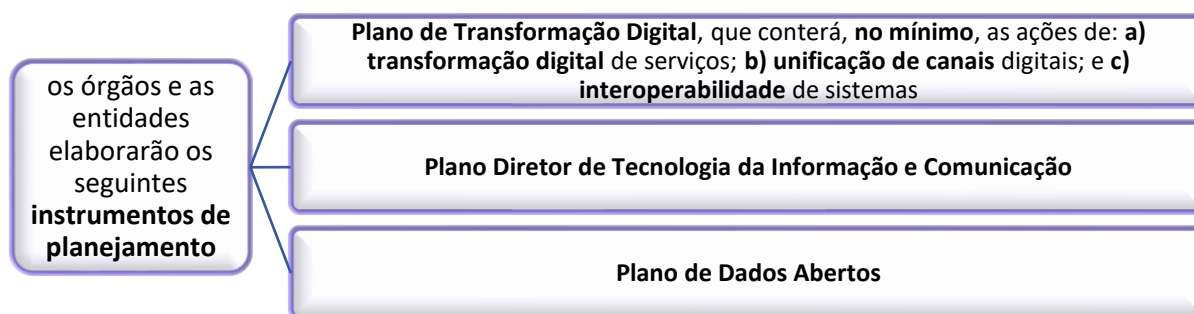 os órgãos e as
entidades
elaborarão os
seguintes
instrumentos de
planejamento
Plano de Transformação Digital, que conterá, no mínimo, as ações de: a)
transformação digital de serviços; b) unificação de canais digitais; e c)
interoperabilidade de sistemas
Plano Diretor de Tecnologia da Informação e Comunicação
Plano de Dados Abertos